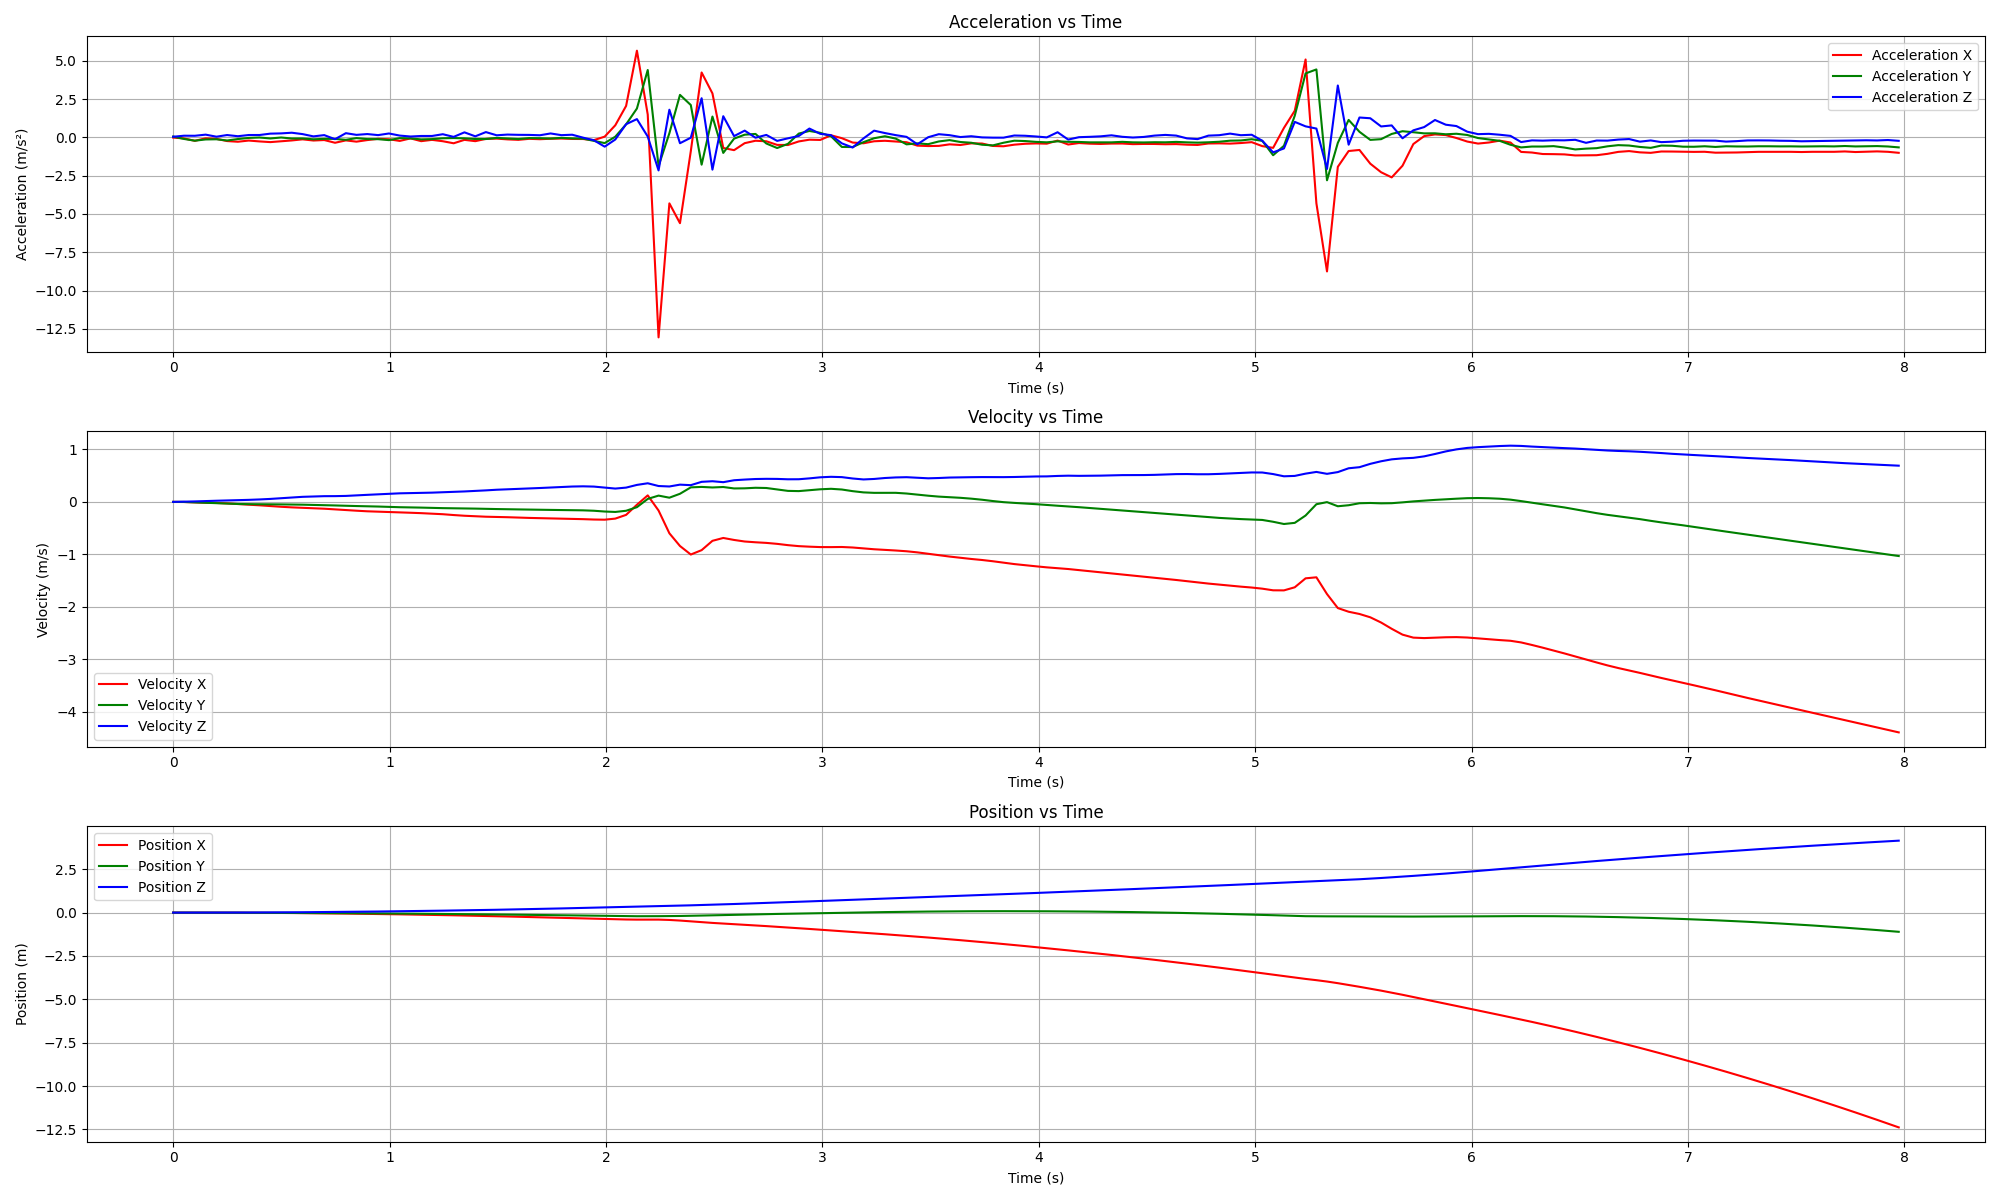 Acceleration vs Time
5.0
2.5
0.0
−2.5
−5.0
−7.5
−10.0
−12.5
Acceleration (m/s²)
Acceleration X
Acceleration Y
Acceleration Z
0 1 2 3 4 5 6 7 8
Time (s)
Velocity vs Time
1
0
−1
−2
−3
−4
Velocity (m/s)
Velocity X
Velocity Y
Velocity Z
0 1 2 3 4 5 6 7 8
Time (s)
Position vs Time
2.5
0.0
−2.5
−5.0
−7.5
−10.0
−12.5
Position (m)
Position X
Position Y
Position Z
0 1 2 3 4 5 6 7 8
Time (s)